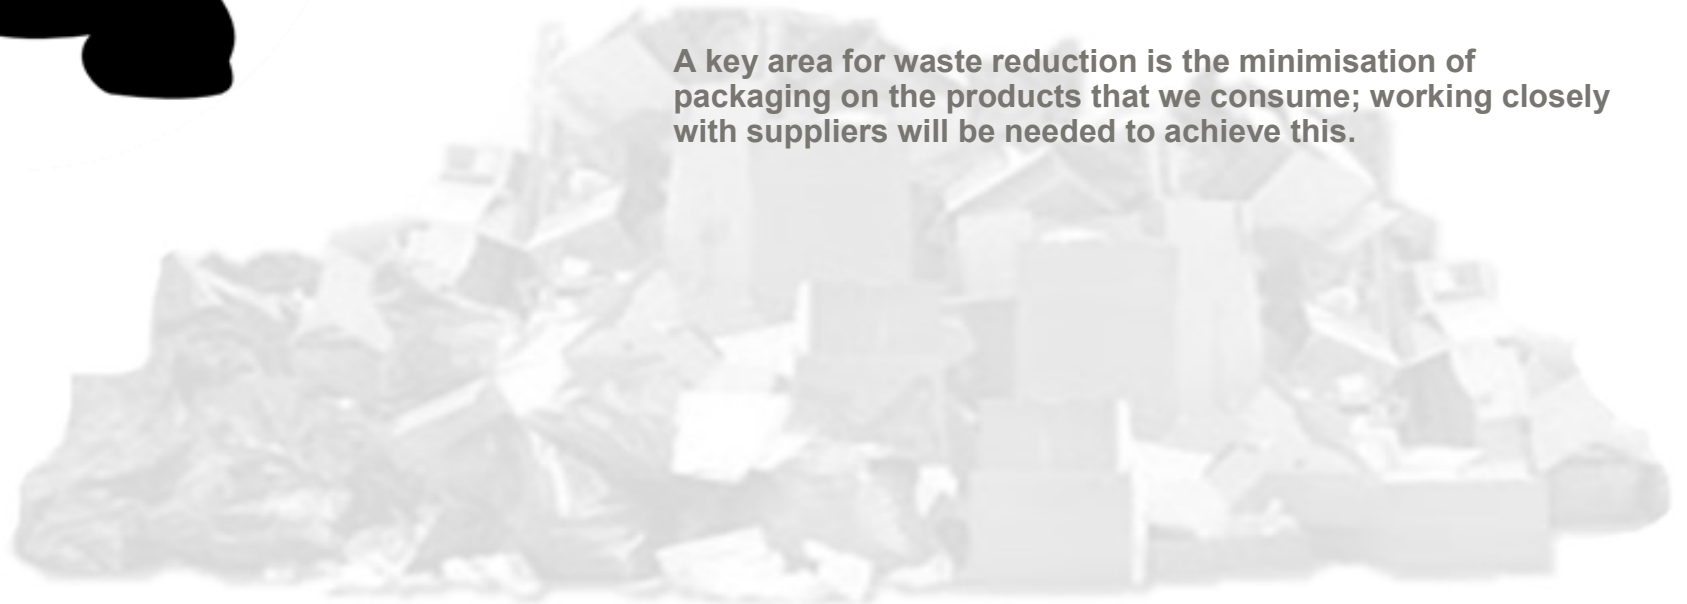 A key area for waste reduction is the minimisation of
packaging on the products that we consume; working closely
with suppliers will be needed to achieve this.